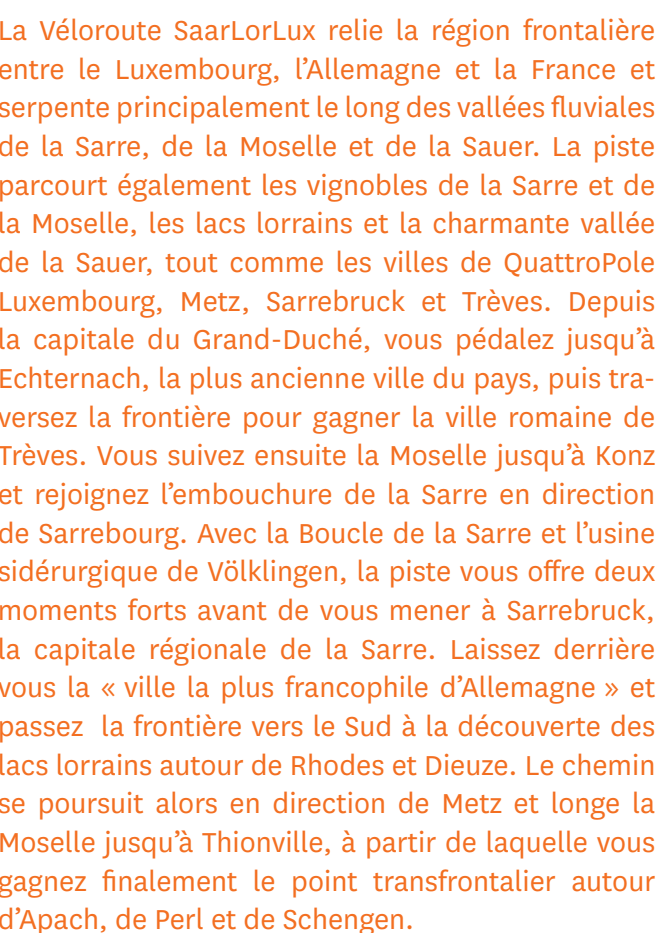 La Véloroute SaarLorLux relie la région frontalière
entre le Luxembourg, l’Allemagne et la France et
serpente principalement le long des vallées fluviales
de la Sarre, de la Moselle et de la Sauer. La piste
parcourt également les vignobles de la Sarre et de
la Moselle, les lacs lorrains et la charmante vallée
de la Sauer, tout comme les villes de QuattroPole
Luxembourg, Metz, Sarrebruck et Trèves. Depuis
la capitale du Grand-Duché, vous pédalez jusqu’à
Echternach, la plus ancienne ville du pays, puis tra-
versez la frontière pour gagner la ville romaine de
Trèves. Vous suivez ensuite la Moselle jusqu’à Konz
et rejoignez l’embouchure de la Sarre en direction
de Sarrebourg. Avec la Boucle de la Sarre et l’usine
sidérurgique de Völklingen, la piste vous offre deux
moments forts avant de vous mener à Sarrebruck,
la capitale régionale de la Sarre. Laissez derrière
vous la « ville la plus francophile d’Allemagne » et
passez  la frontière vers le Sud à la découverte des
lacs lorrains autour de Rhodes et Dieuze. Le chemin
se poursuit alors en direction de Metz et longe la
Moselle jusqu’à Thionville, à partir de laquelle vous
gagnez finalement le point transfrontalier autour
d’Apach, de Perl et de Schengen.